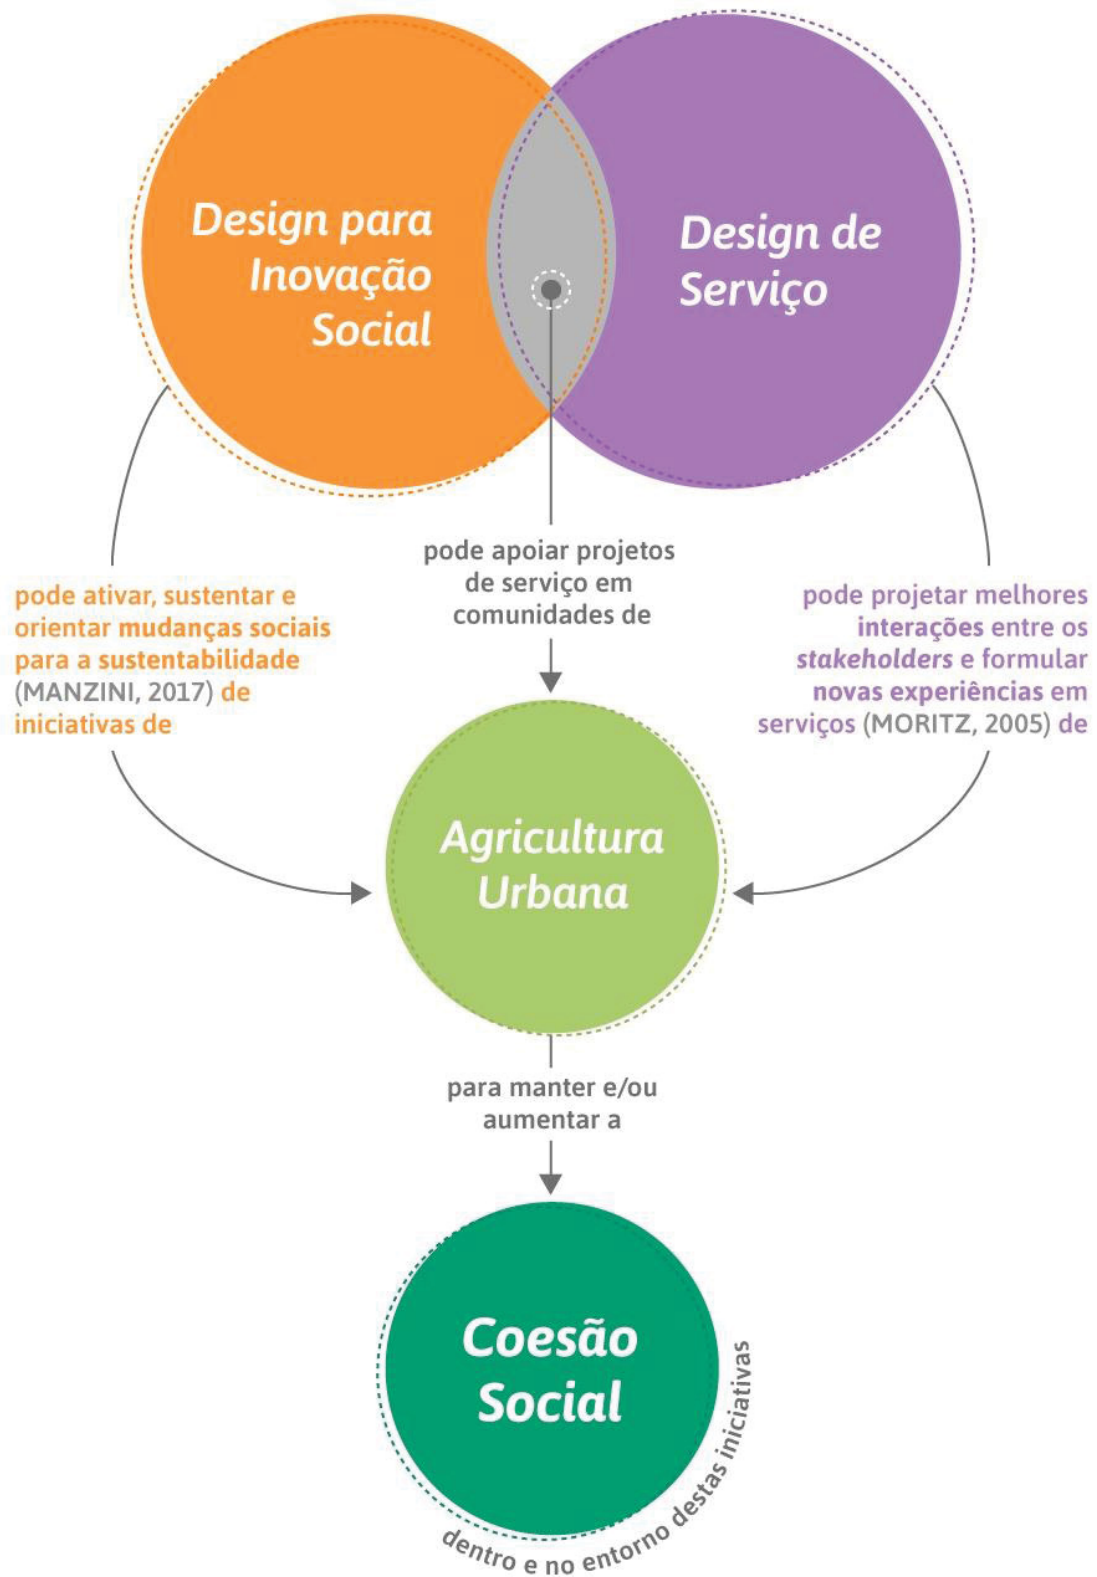 Design para
Inovação
Social
Design de
Serviço
pode apoiar projetos
de serviço em
comunidades de
pode ativar, sustentar e
orientar mudanças sociais
para a sustentabilidade
(MANZINI, 2017) de
iniciativas de
pode projetar melhores
interações entre os
stakeholders e formular
novas experiências em
serviços (MORITZ, 2005) de
Agricultura
Urbana
para manter e/ou
aumentar a
Coesão
Social
dentro e no entorno destas iniciativas